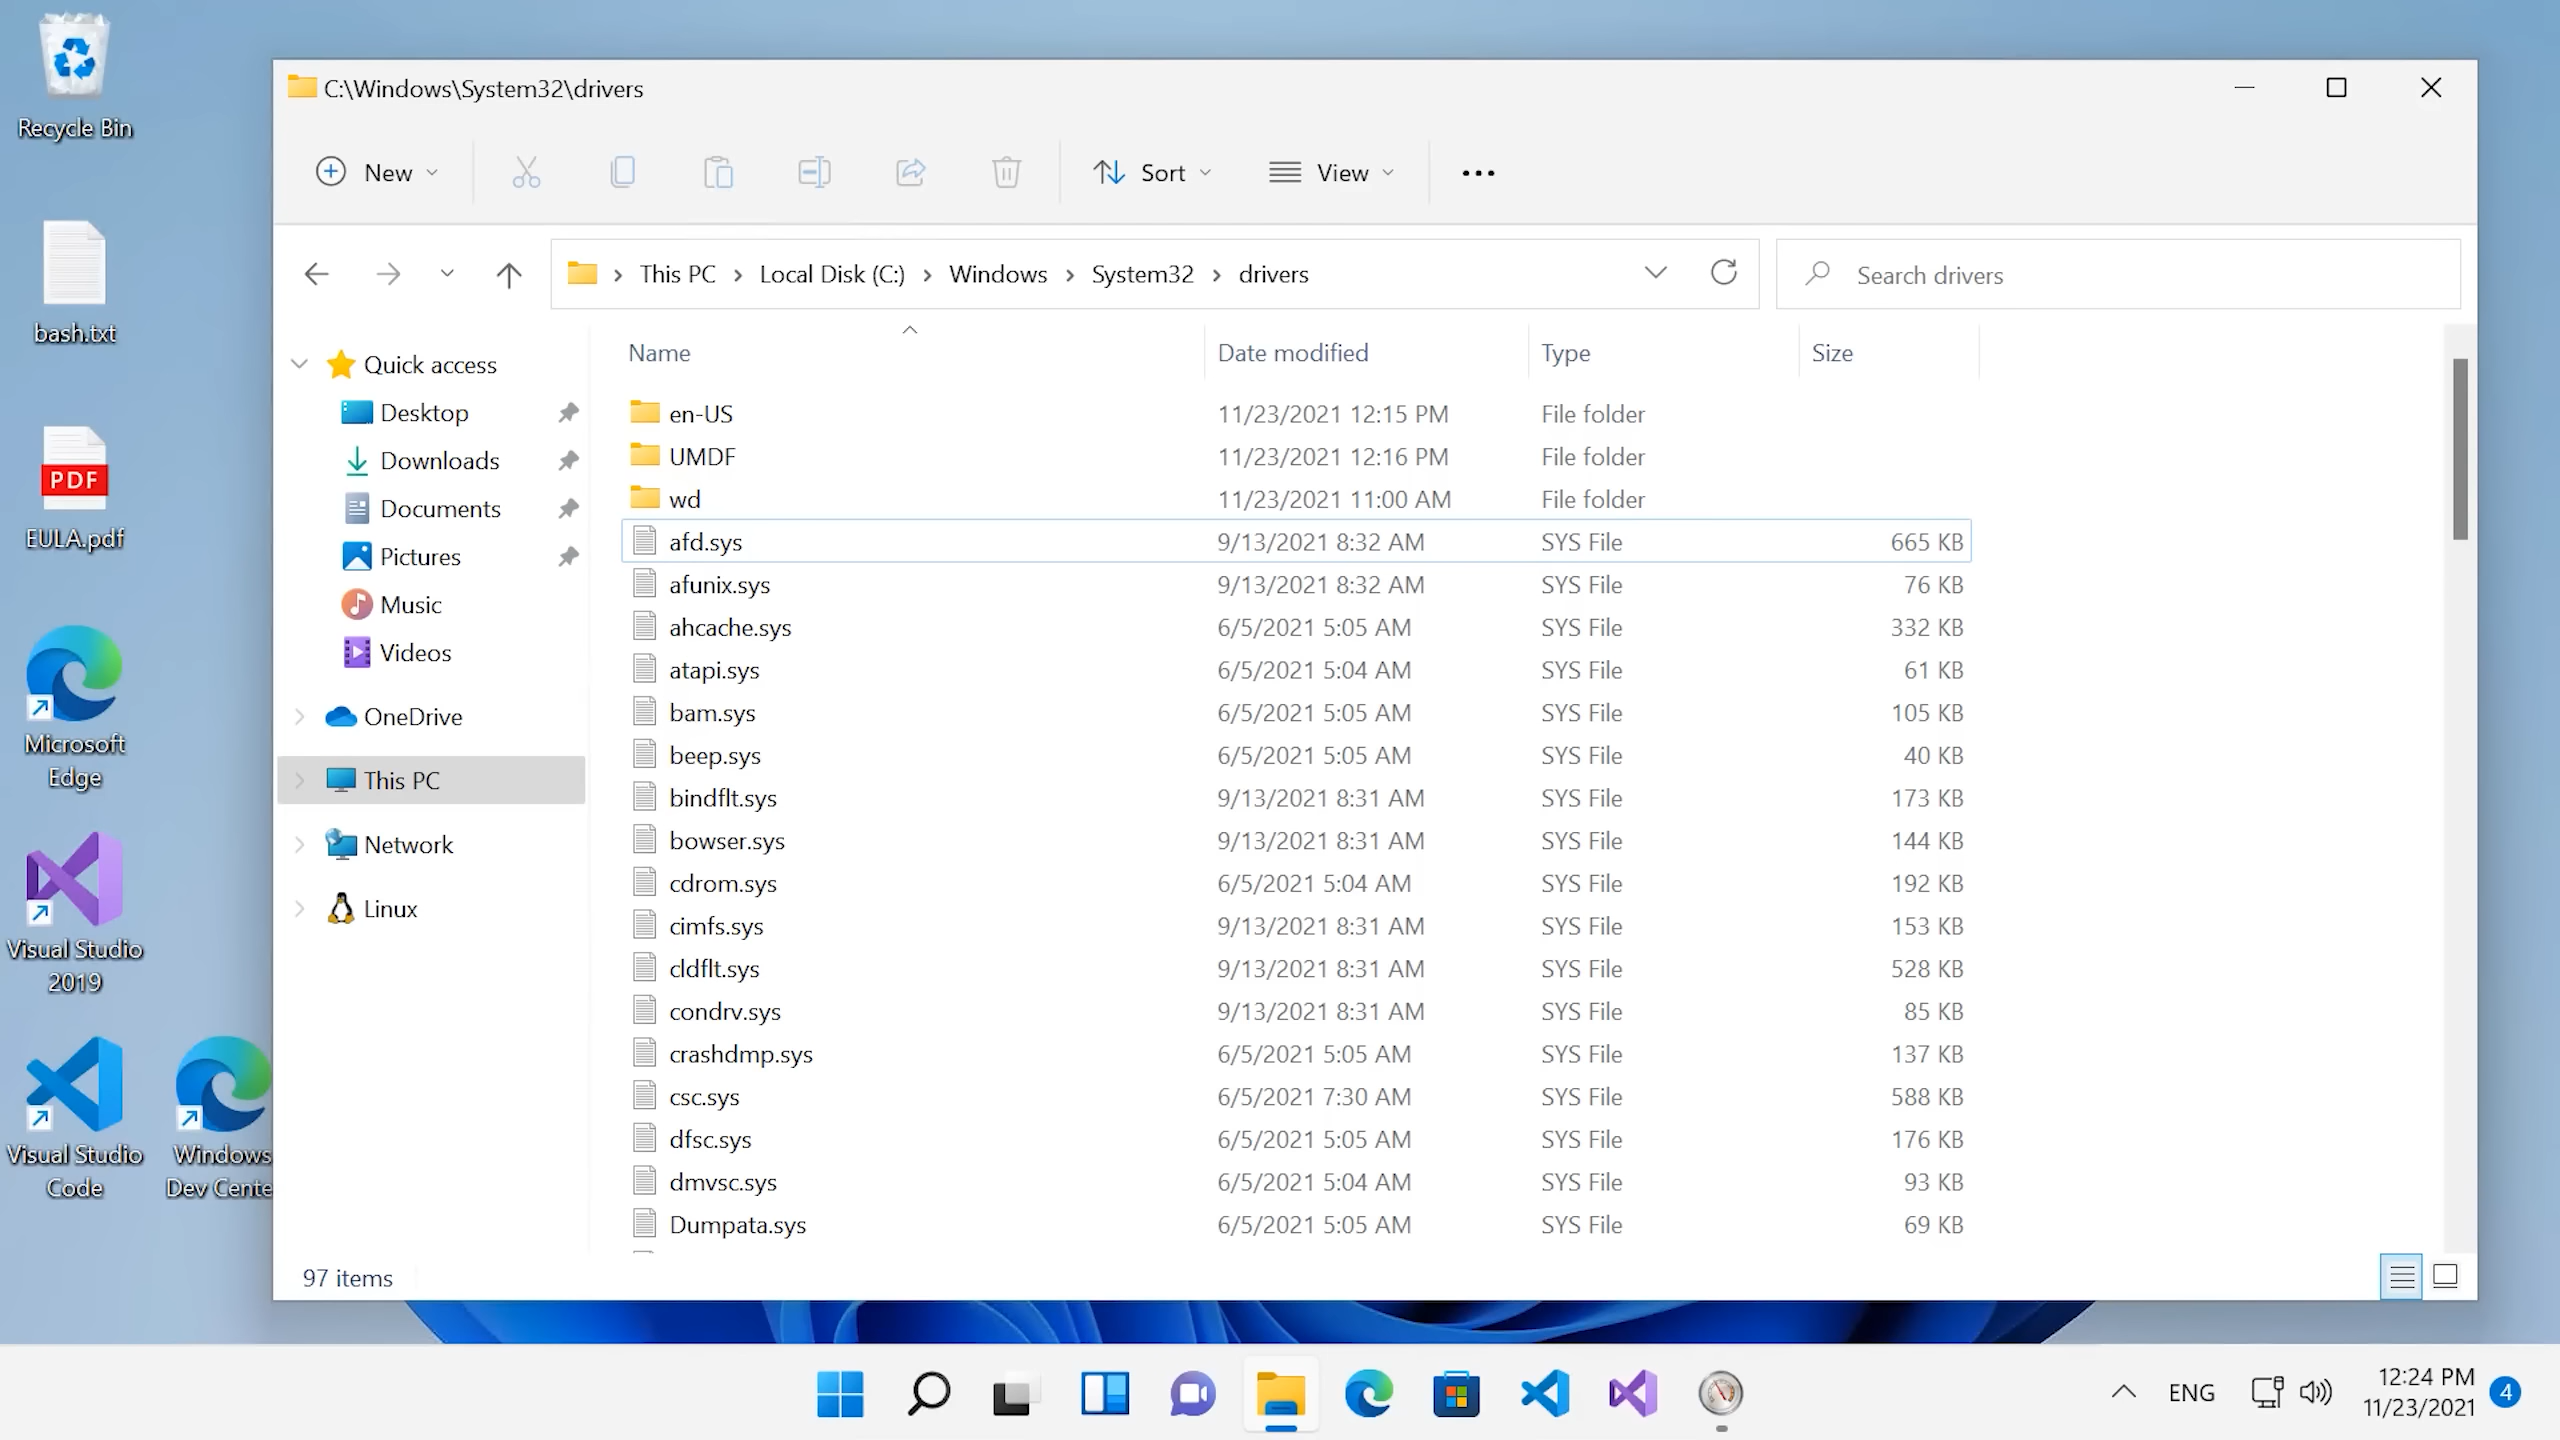 Recycle Bin
bash.txt
PDF
EULA.pdf
Microsoft
Edge
Visual Studio
2019
Visual Studio
Code
Windows
Dev Cente
C:\Windows\System32\drivers
New
Sort
View
This PC
Local Disk (C:)
Windows
System32
drivers
Search drivers
Quick access
Desktop
Downloads
Documents
Pictures
Music
Videos
OneDrive
This PC
Network
Linux
Name Date modified Type Size
en-US 11/23/2021 12:15 PM File folder
UMDF 11/23/2021 12:16 PM File folder
wd 11/23/2021 11:00 AM File folder
afd.sys 9/13/2021 8:32 AM SYS File 665 KB
afunix.sys 9/13/2021 8:32 AM SYS File 76 KB
ahcache.sys 6/5/2021 5:05 AM SYS File 332 KB
atapi.sys 6/5/2021 5:04 AM SYS File 61 KB
bam.sys 6/5/2021 5:05 AM SYS File 105 KB
beep.sys 6/5/2021 5:05 AM SYS File 40 KB
bindflt.sys 9/13/2021 8:31 AM SYS File 173 KB
bowser.sys 9/13/2021 8:31 AM SYS File 144 KB
cdrom.sys 6/5/2021 5:04 AM SYS File 192 KB
cimfs.sys 9/13/2021 8:31 AM SYS File 153 KB
cldflt.sys 9/13/2021 8:31 AM SYS File 528 KB
condrv.sys 9/13/2021 8:31 AM SYS File 85 KB
crashdmp.sys 6/5/2021 5:05 AM SYS File 137 KB
csc.sys 6/5/2021 7:30 AM SYS File 588 KB
dfsc.sys 6/5/2021 5:05 AM SYS File 176 KB
dmvsc.sys 6/5/2021 5:04 AM SYS File 93 KB
Dumpata.sys 6/5/2021 5:05 AM SYS File 69 KB
97 items
ENG
12:24 PM
11/23/2021
4